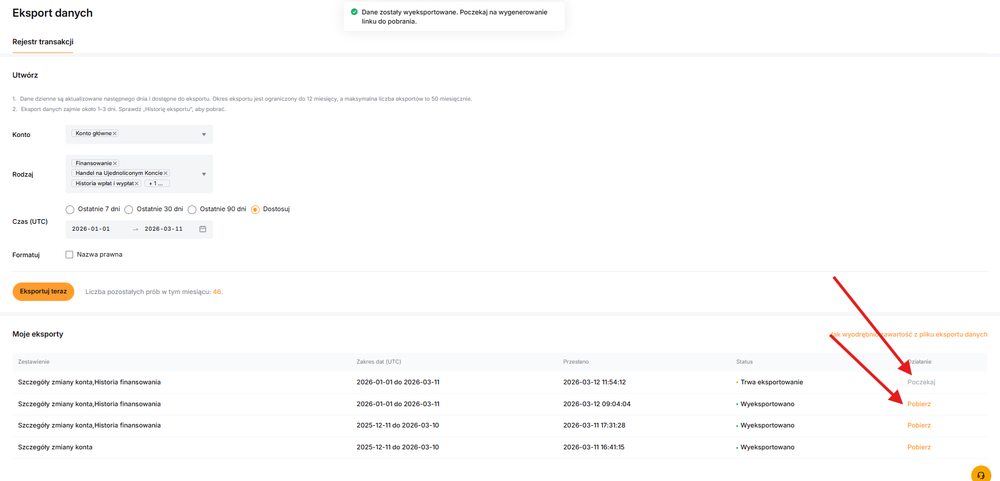 Eksport danych
Dane zostały wyeksportowane. Poczekaj na wygenerowanie
linku do pobrania.
Rejestr transakcji
Utwórz
1. Dane dzienne są aktualizowane następnego dnia i dostępne do eksportu. Okres eksportu jest ograniczony do 12 miesięcy, a maksymalna liczba eksportów to 50 miesięcznie.
2. Eksport danych zajmie około 1–3 dni. Sprawdź „Historię eksportu”, aby pobrać.
Konto
Konto główne
Rodzaj
Finansowanie
Handel na Ujednoliconym Koncie
Historia wpłat i wypłat + 1 ...
Czas (UTC)
Ostatnie 7 dni Ostatnie 30 dni Ostatnie 90 dni Dostosuj
2026-01-01 → 2026-03-11
Formatuj
Nazwa prawna
Eksportuj teraz
Liczba pozostałych prób w tym miesiącu: 46.
Moje eksporty
Jak wyodrębnić zawartość z pliku eksportu danych
Zestawienie Zakres dat (UTC) Przesłano Status Działanie
Szczegóły zmiany konta,Historia finansowania 2026-01-01 do 2026-03-11 2026-03-12 11:54:12 Trwa eksportowanie Poczekaj
Szczegóły zmiany konta,Historia finansowania 2026-01-01 do 2026-03-11 2026-03-12 09:04:04 Wyeksportowano Pobierz
Szczegóły zmiany konta,Historia finansowania 2025-12-11 do 2026-03-10 2026-03-11 17:31:28 Wyeksportowano Pobierz
Szczegóły zmiany konta 2025-12-11 do 2026-03-10 2026-03-11 16:41:15 Wyeksportowano Pobierz